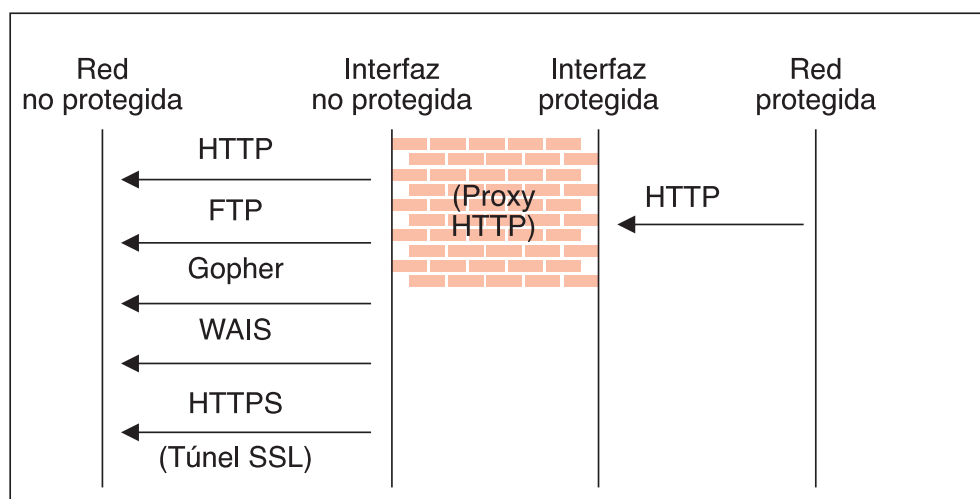 Red
no protegida
Interfaz
no protegida
Interfaz
protegida
Red
protegida
HTTP
FTP
Gopher
WAIS
HTTPS
(Túnel SSL)
(Proxy
HTTP)
HTTP